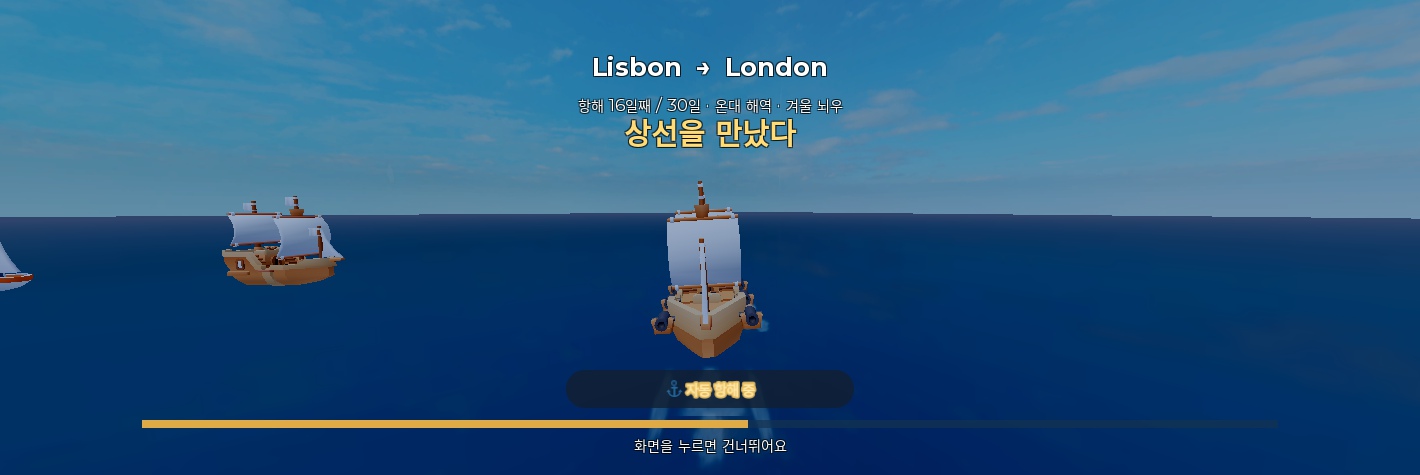 Lisbon → London
항해 16일째 / 30일 · 온대 해역 · 겨울 뇌우
상선을 만났다
⚓ 자동 항해 중
화면을 누르면 건너뛰어요